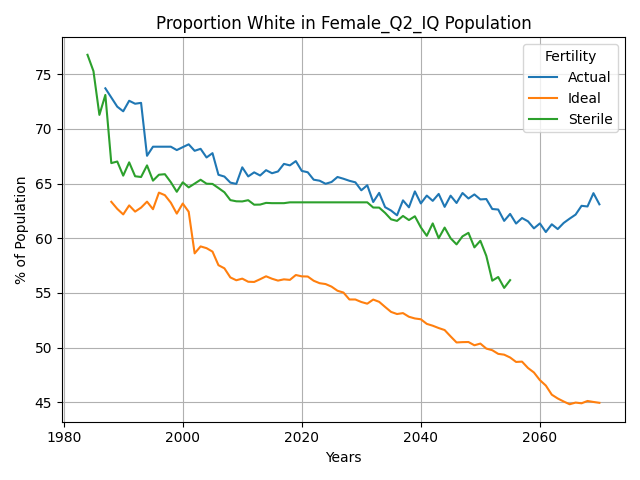 Proportion White in Female_Q2_IQ Population
% of Population
75
70
65
60
55
50
45
Fertility
Actual
Ideal
Sterile
1980
2000
2020
2040
2060
Years